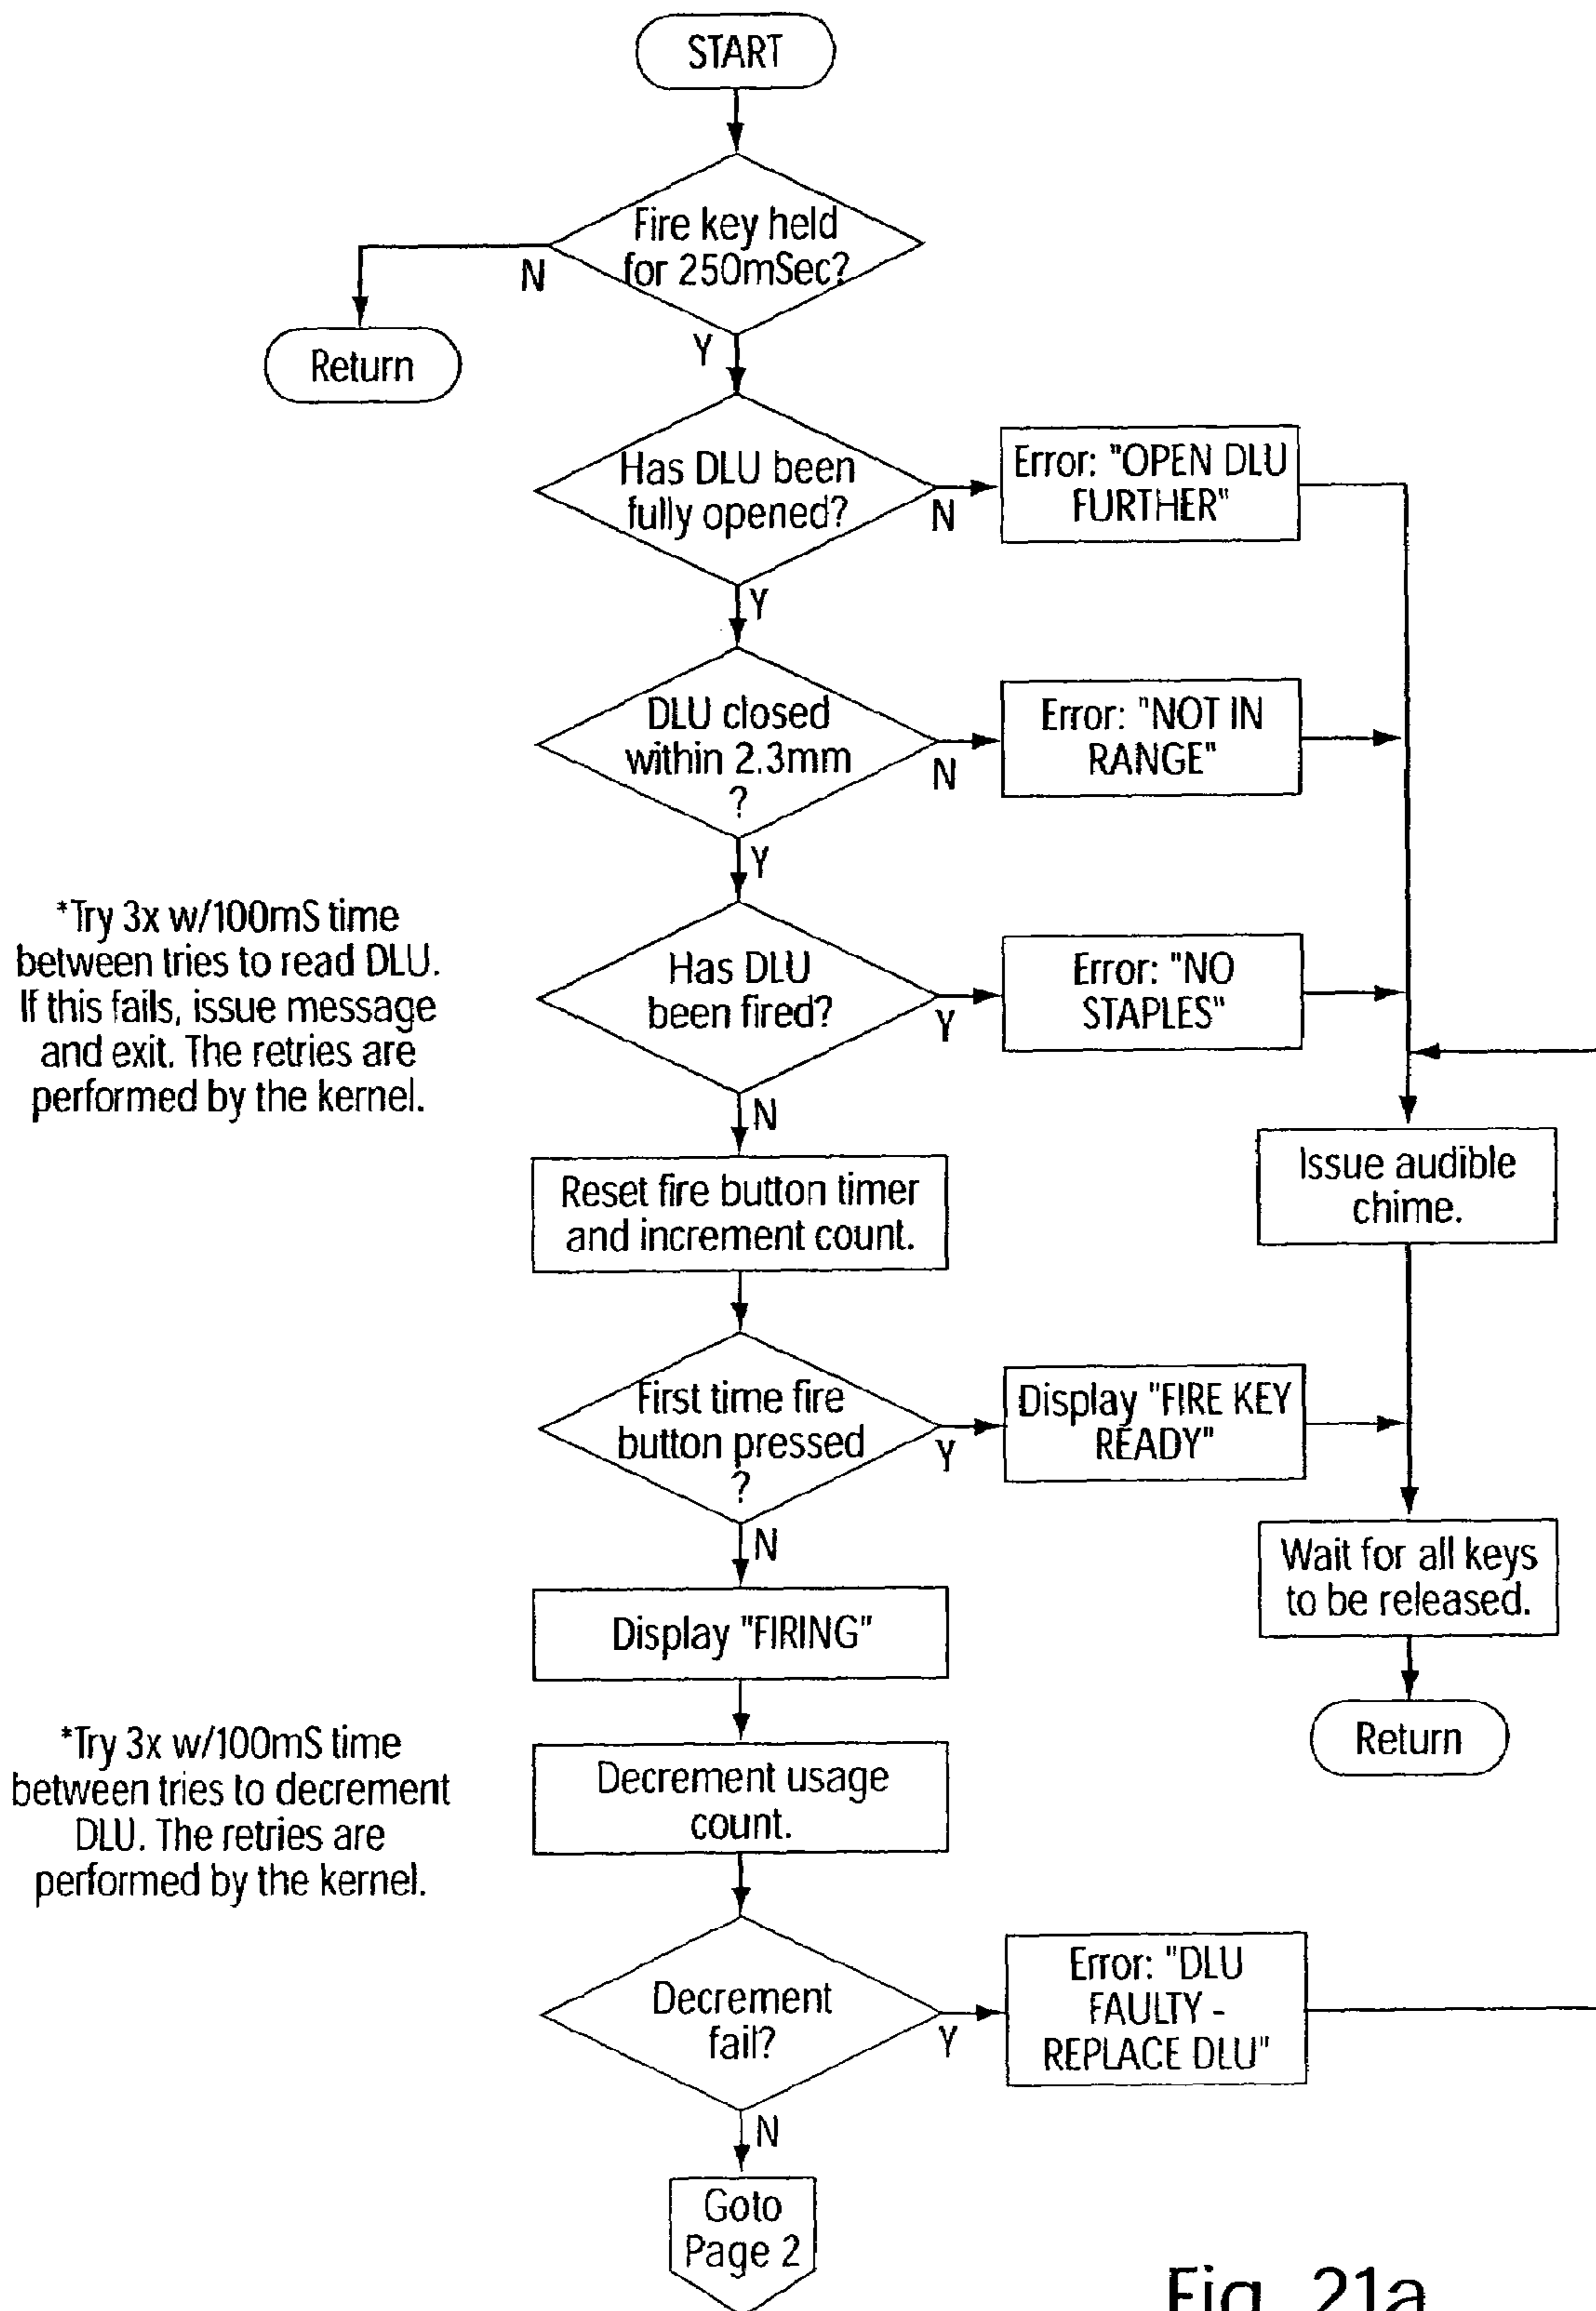 START
Fire key held
for 250mSec?
N
Return
Y
Has DLU been
fully opened?
N
Error: "OPEN DLU
FURTHER"
Y
DLU closed
within 2.3mm
?
N
Error: "NOT IN
RANGE"
Y
*Try 3x w/100mS time
between tries to read DLU.
If this fails, issue message
and exit. The retries are
performed by the kernel.
Has DLU
been fired?
Y
Error: "NO
STAPLES"
N
Issue audible
chime.
Reset fire button timer
and increment count.
First time fire
button pressed
?
Y
Display "FIRE KEY
READY"
N
Wait for all keys
to be released.
Display "FIRING"
Return
*Try 3x w/100mS time
between tries to decrement
DLU. The retries are
performed by the kernel.
Decrement usage
count.
Decrement
fail?
Y
Error: "DLU
FAULTY -
REPLACE DLU"
N
Goto
Page 2
Fig. 21a